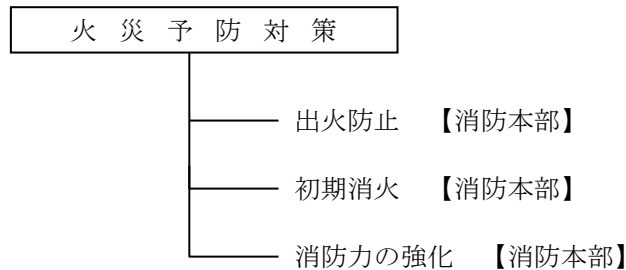 火 災 予 防 対 策
出火防止　【消防本部】
初期消火　【消防本部】
消防力の強化　【消防本部】